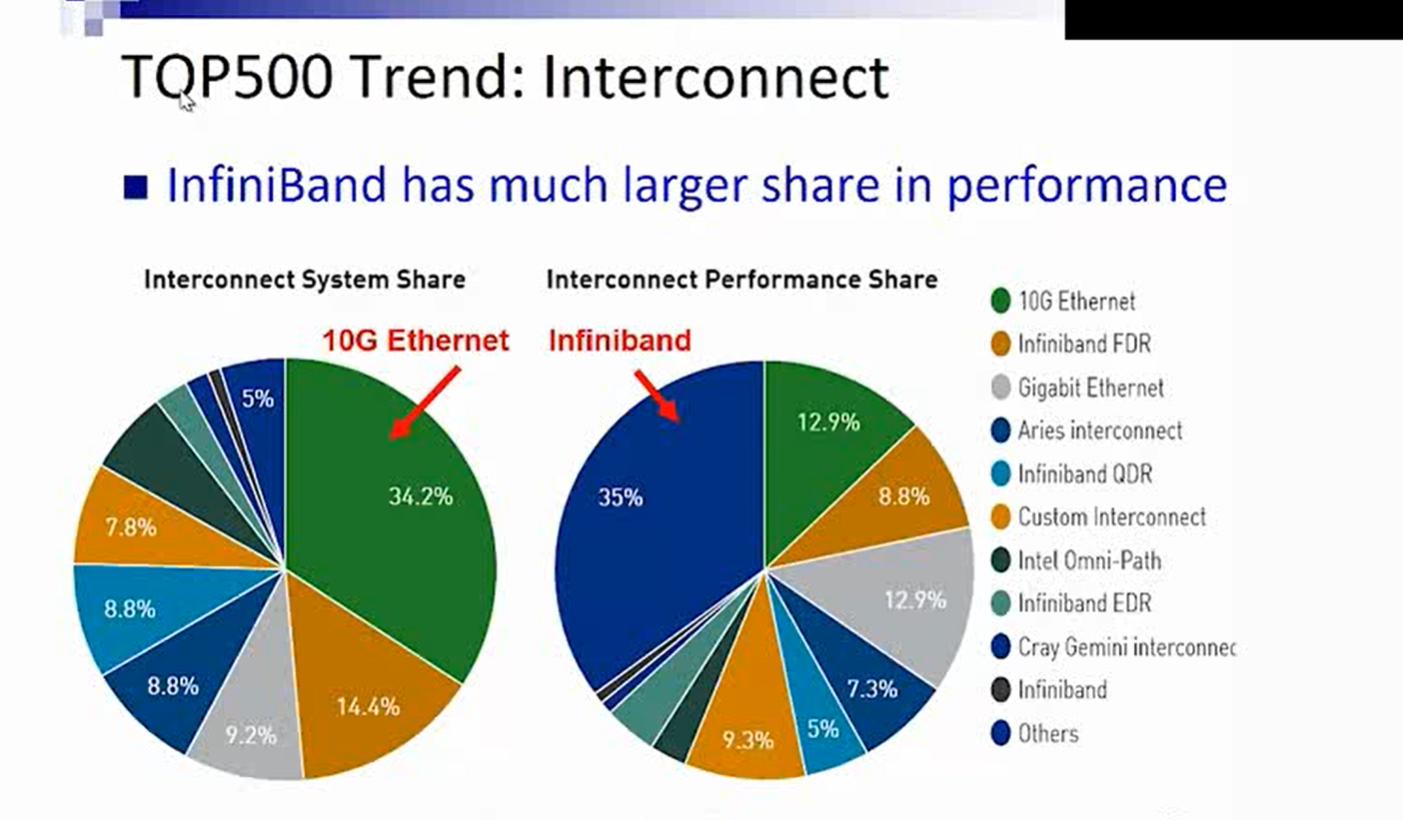 TOP500 Trend: Interconnect
InfiniBand has much larger share in performance
Interconnect System Share
Interconnect Performance Share
10G Ethernet
Infiniband
5%
34.2%
14.4%
9.2%
8.8%
8.8%
7.8%
35%
12.9%
8.8%
12.9%
7.3%
5%
9.3%
10G Ethernet
Infiniband FDR
Gigabit Ethernet
Aries interconnect
Infiniband QDR
Custom Interconnect
Intel Omni-Path
Infiniband EDR
Cray Gemini interconnec
Infiniband
Others